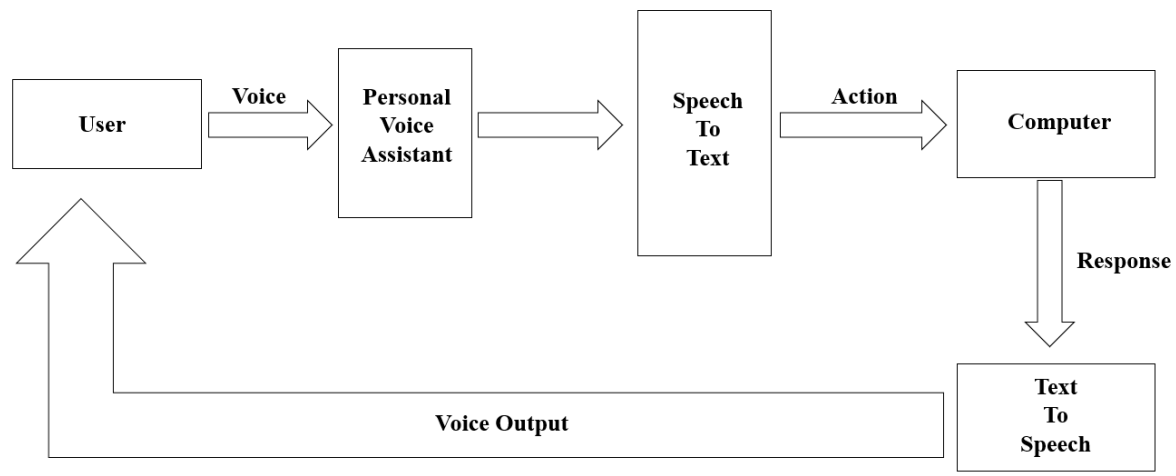 User
Voice
Personal
Voice
Assistant
Speech
To
Text
Action
Computer
Response
Text
To
Speech
Voice Output